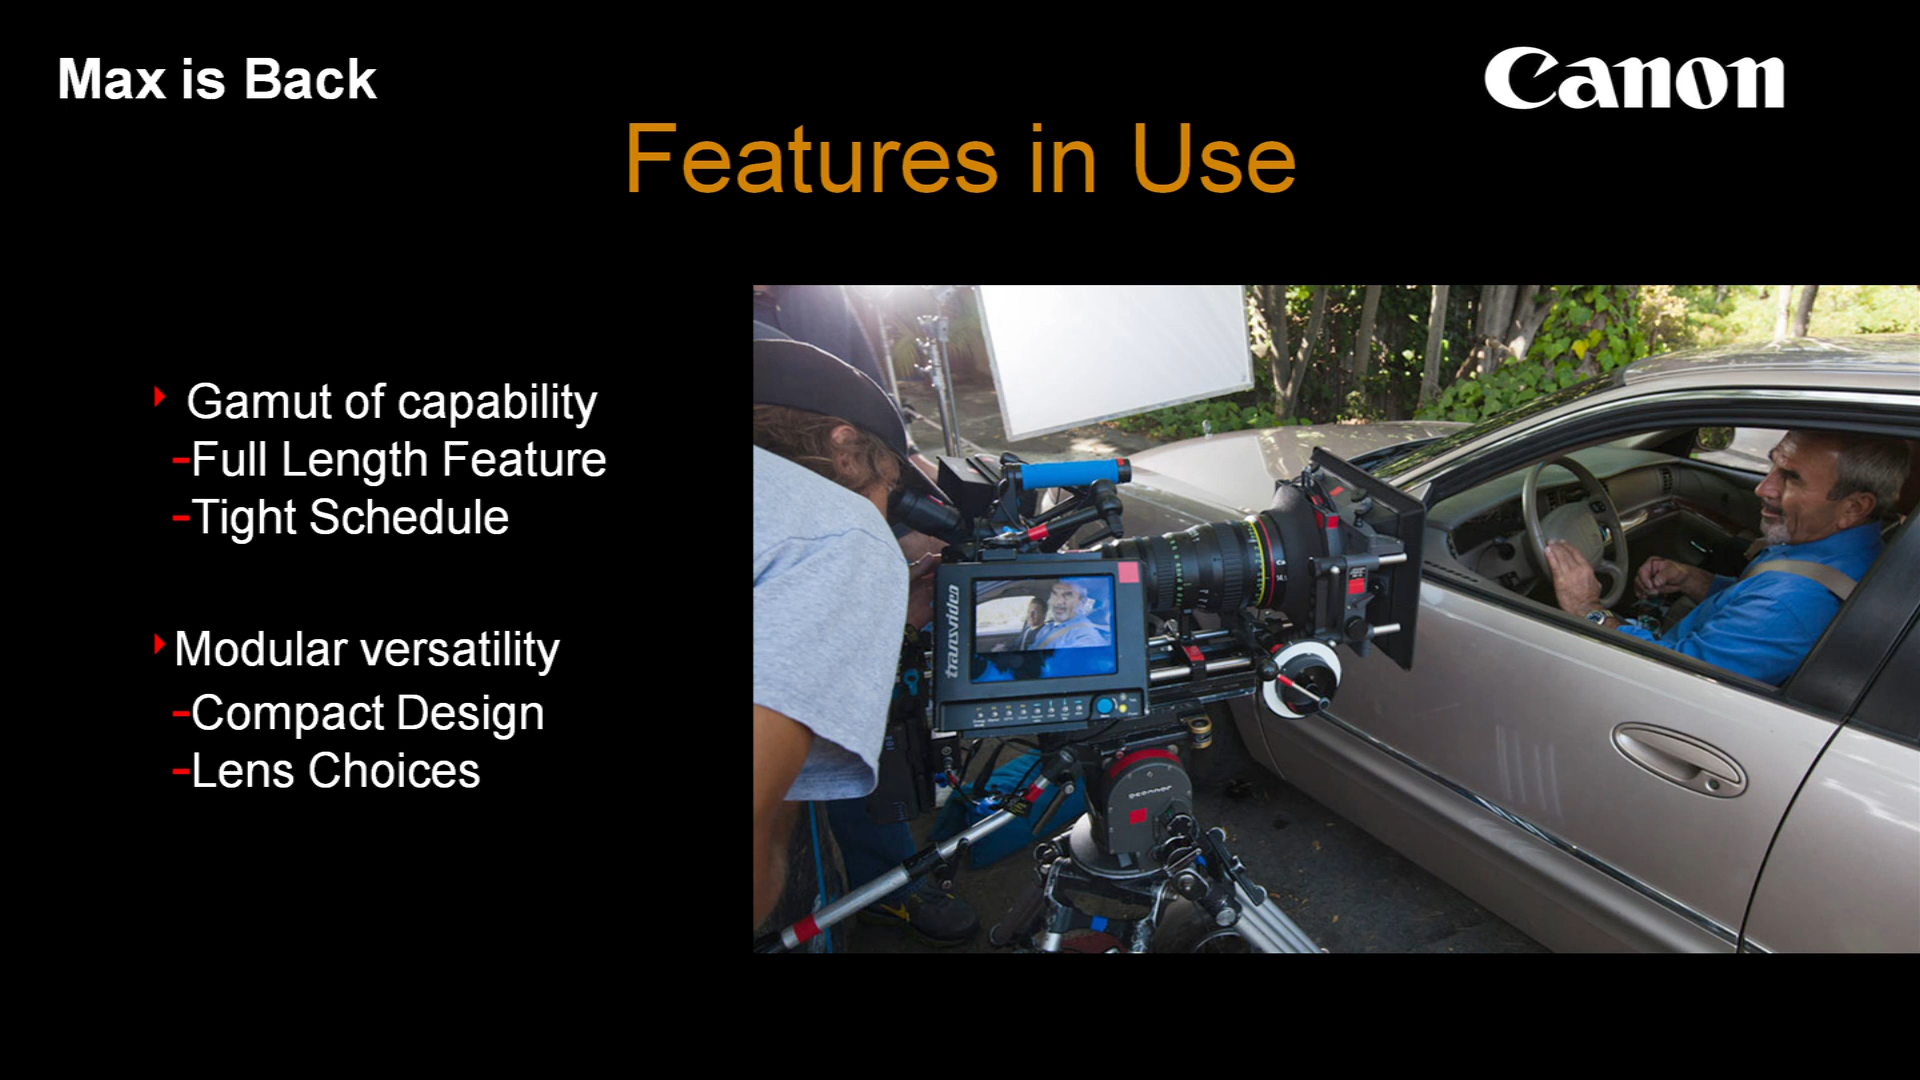 Max is Back
Canon
Features in Use
Gamut of capability
-Full Length Feature
-Tight Schedule
Modular versatility
-Compact Design
-Lens Choices
transvideo